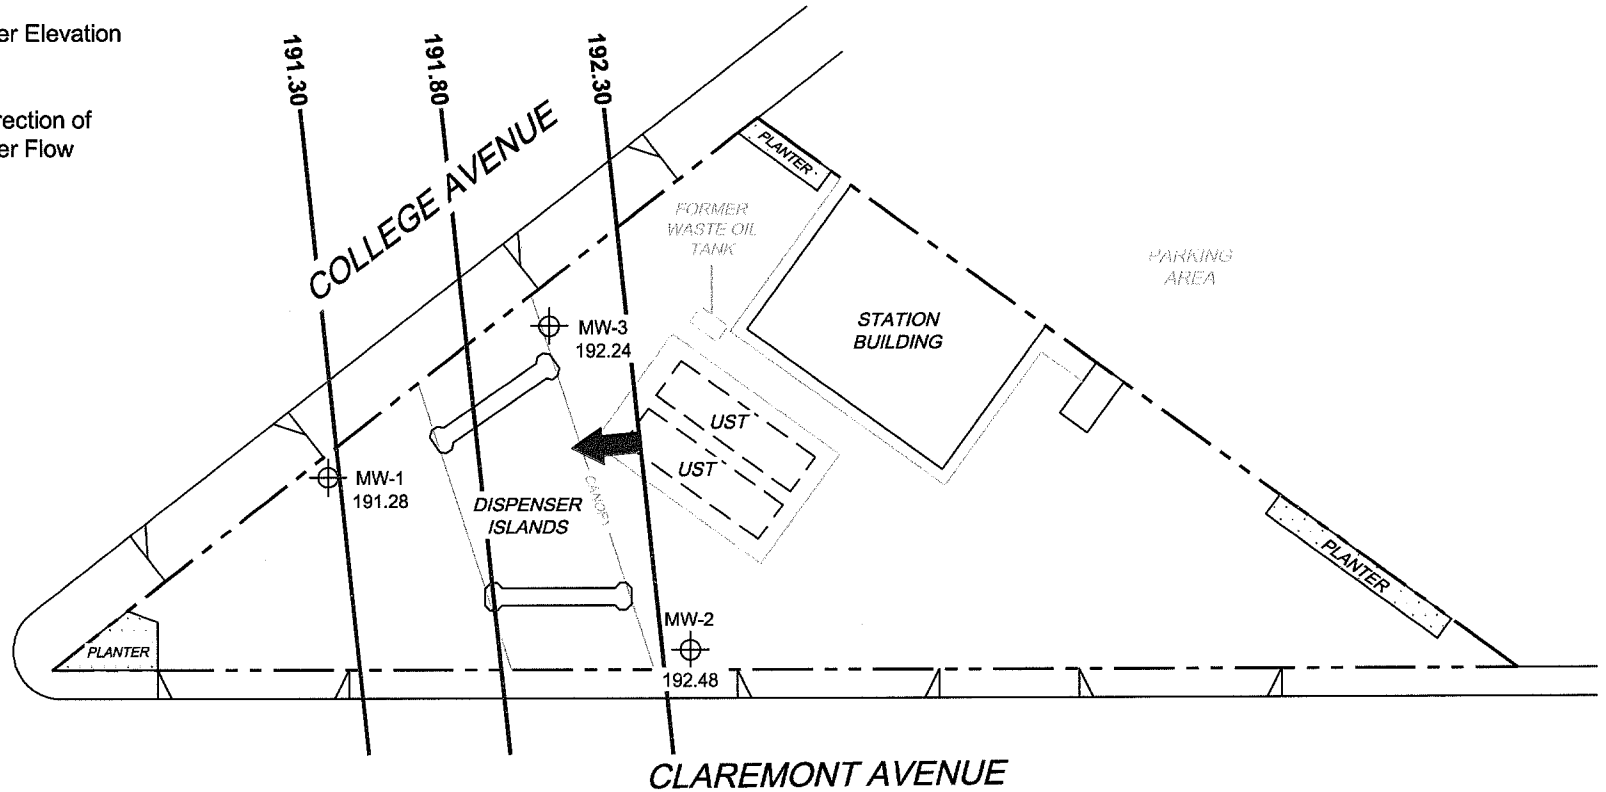 er Elevation
rection of
er Flow
191.30
191.80
192.30
COLLEGE AVENUE
PLANTER
FORMER
WASTE OIL
TANK
PARKING
AREA
STATION
BUILDING
MW-3
192.24
UST
UST
MW-1
191.28
DISPENSER
ISLANDS
CANOPY
PLANTER
MW-2
192.48
PLANTER
CLAREMONT AVENUE